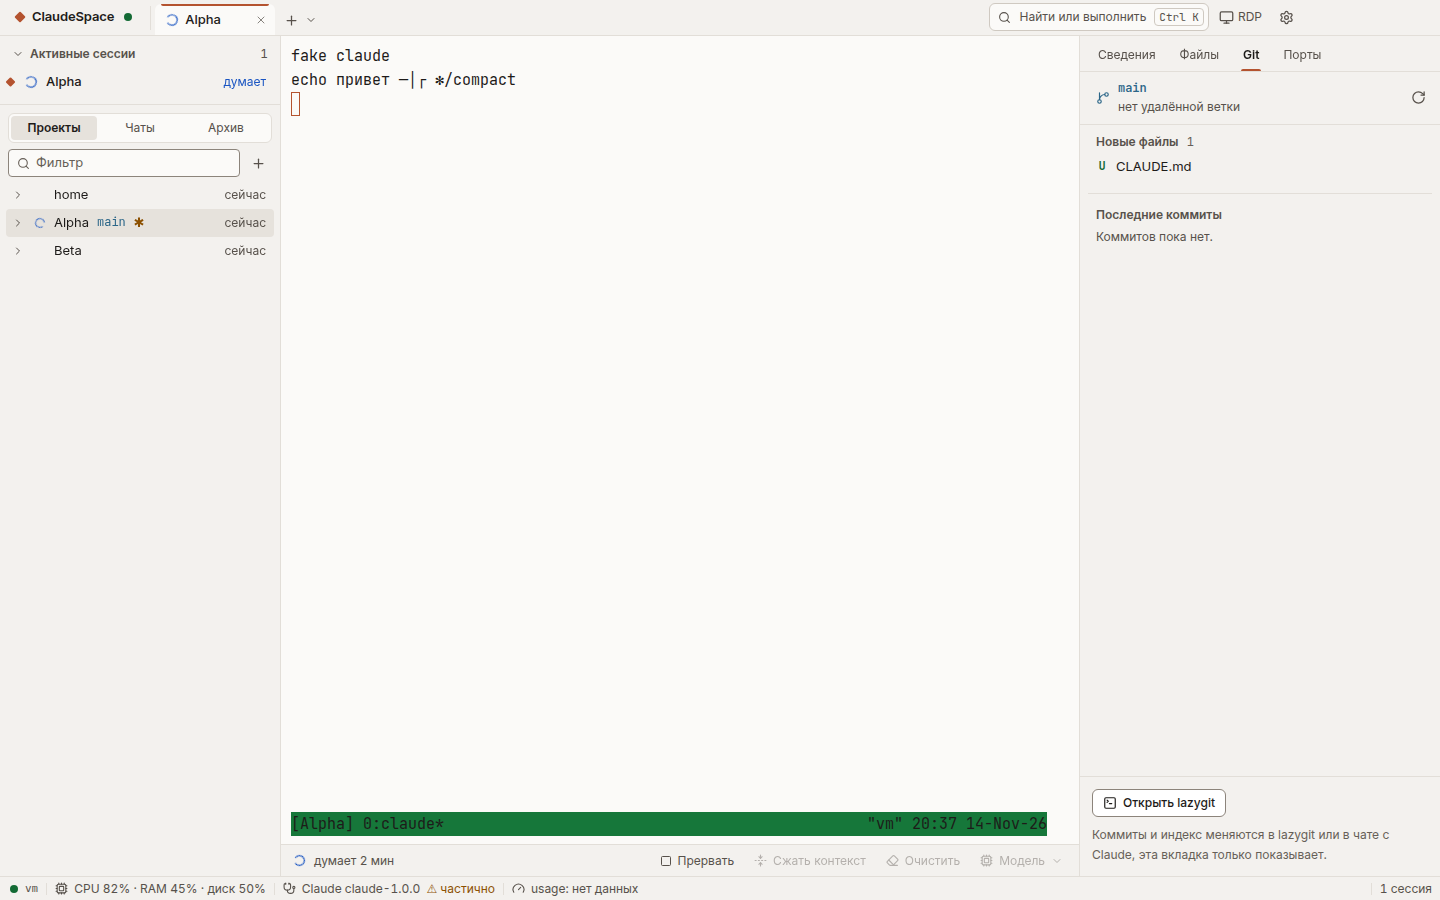 ClaudeSpace
Alpha
Найти или выполнить Ctrl K
RDP
Активные сессии 1
Alpha думает
Проекты Чаты Архив
Фильтр
home сейчас
Alpha main ✱ сейчас
Beta сейчас
fake claude
echo привет ─│┌ ✻/compact
[Alpha] 0:claude* "vm" 20:37 14-Nov-26
думает 2 мин
Прервать Сжать контекст Очистить Модель
Сведения Файлы Git Порты
main
нет удалённой ветки
Новые файлы 1
U CLAUDE.md
Последние коммиты
Коммитов пока нет.
Открыть lazygit
Коммиты и индекс меняются в lazygit или в чате с
Claude, эта вкладка только показывает.
vm CPU 82% · RAM 45% · диск 50% Claude claude-1.0.0 ⚠ частично usage: нет данных 1 сессия